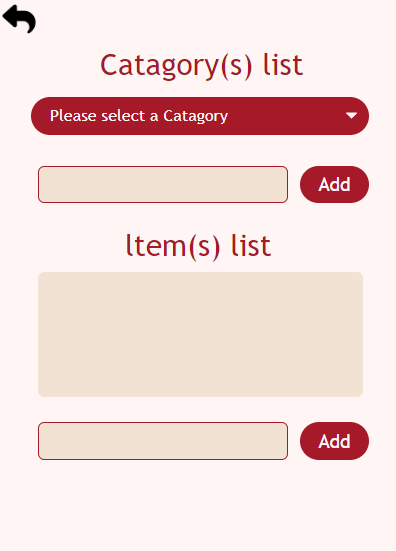 Catagory(s) list
Please select a Catagory
Add
Item(s) list
Add